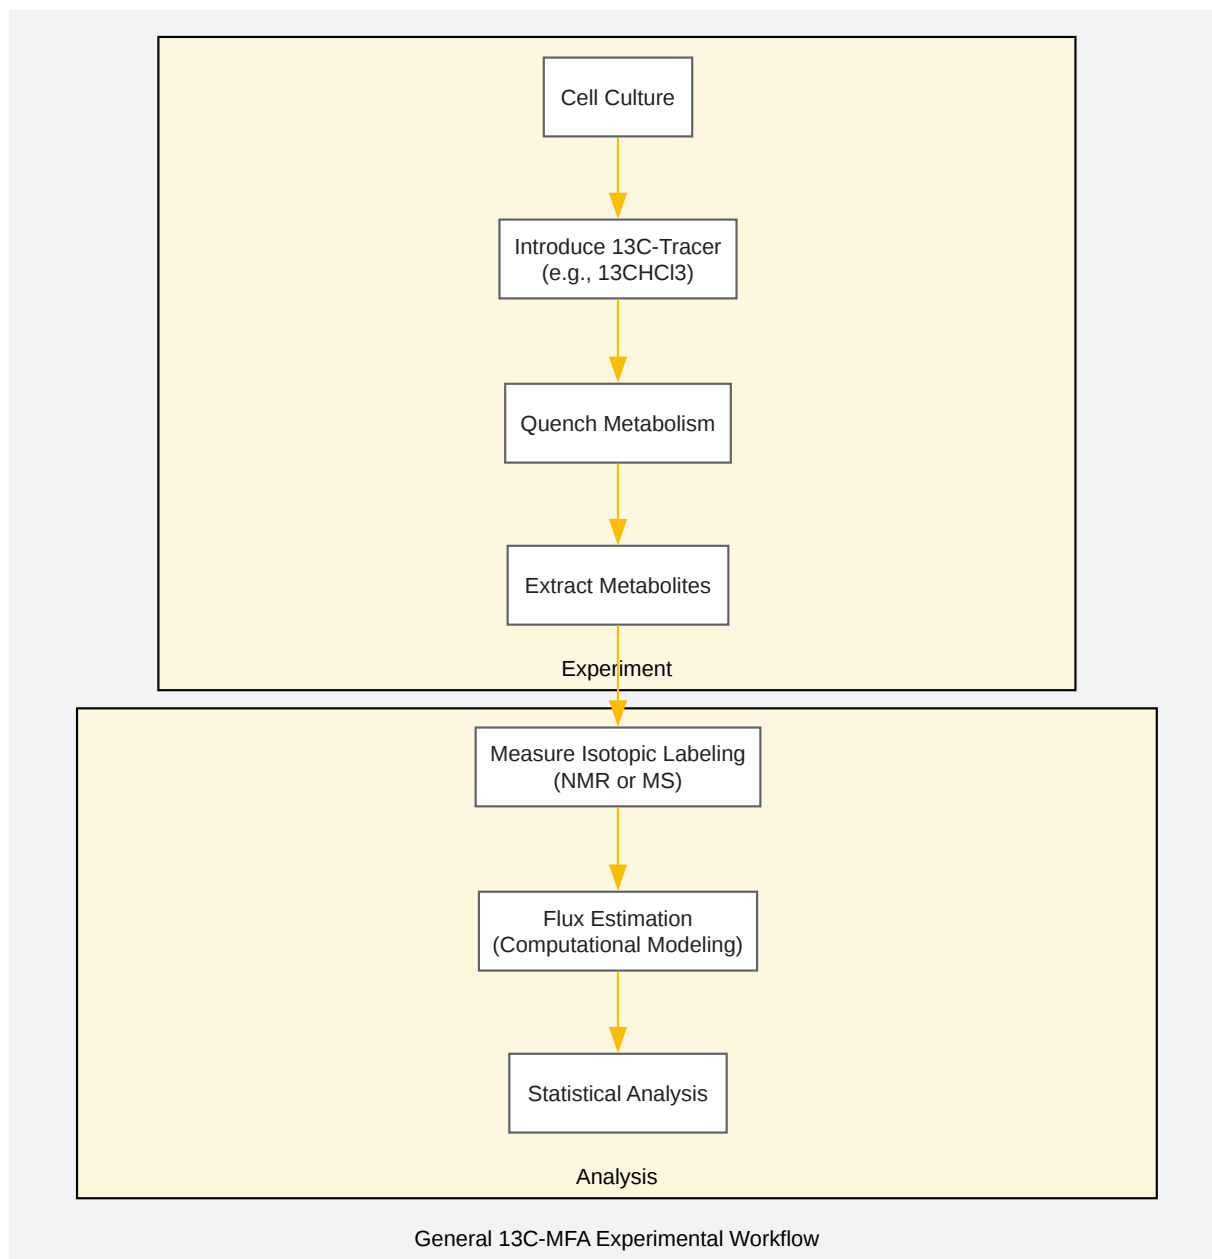 Cell Culture
Introduce 13C-Tracer
(e.g., 13CHCl3)
Quench Metabolism
Extract Metabolites
Experiment
Measure Isotopic Labeling
(NMR or MS)
Flux Estimation
(Computational Modeling)
Statistical Analysis
Analysis
General 13C-MFA Experimental Workflow